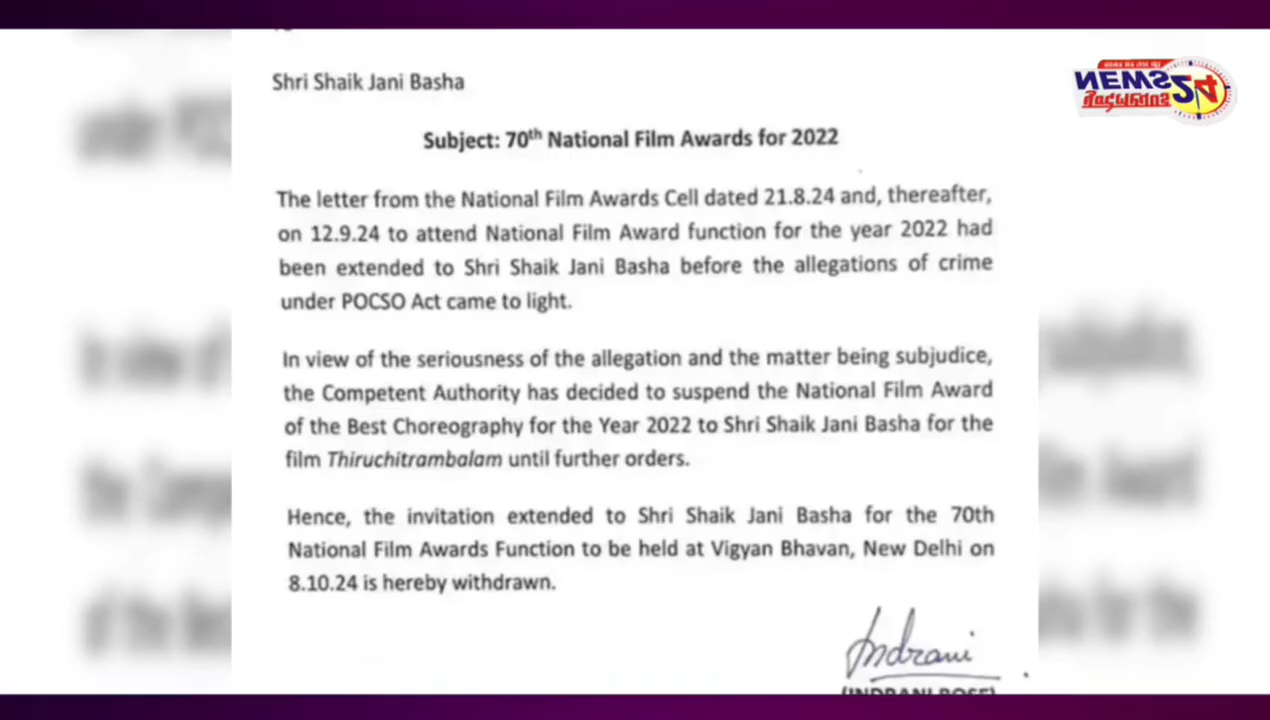 Shri Shaik Jani Basha
Subject: 70th National Film Awards for 2022
The letter from the National Film Awards Cell dated 21.8.24 and, thereafter,
on 12.9.24 to attend National Film Award function for the year 2022 had
been extended to Shri Shaik Jani Basha before the allegations of crime
under POCSO Act came to light.
In view of the seriousness of the allegation and the matter being subjudice,
the Competent Authority has decided to suspend the National Film Award
of the Best Choreography for the Year 2022 to Shri Shaik Jani Basha for the
film Thiruchitrambalam until further orders.
Hence, the invitation extended to Shri Shaik Jani Basha for the 70th
National Film Awards Function to be held at Vigyan Bhavan, New Delhi on
8.10.24 is hereby withdrawn.
Indrani